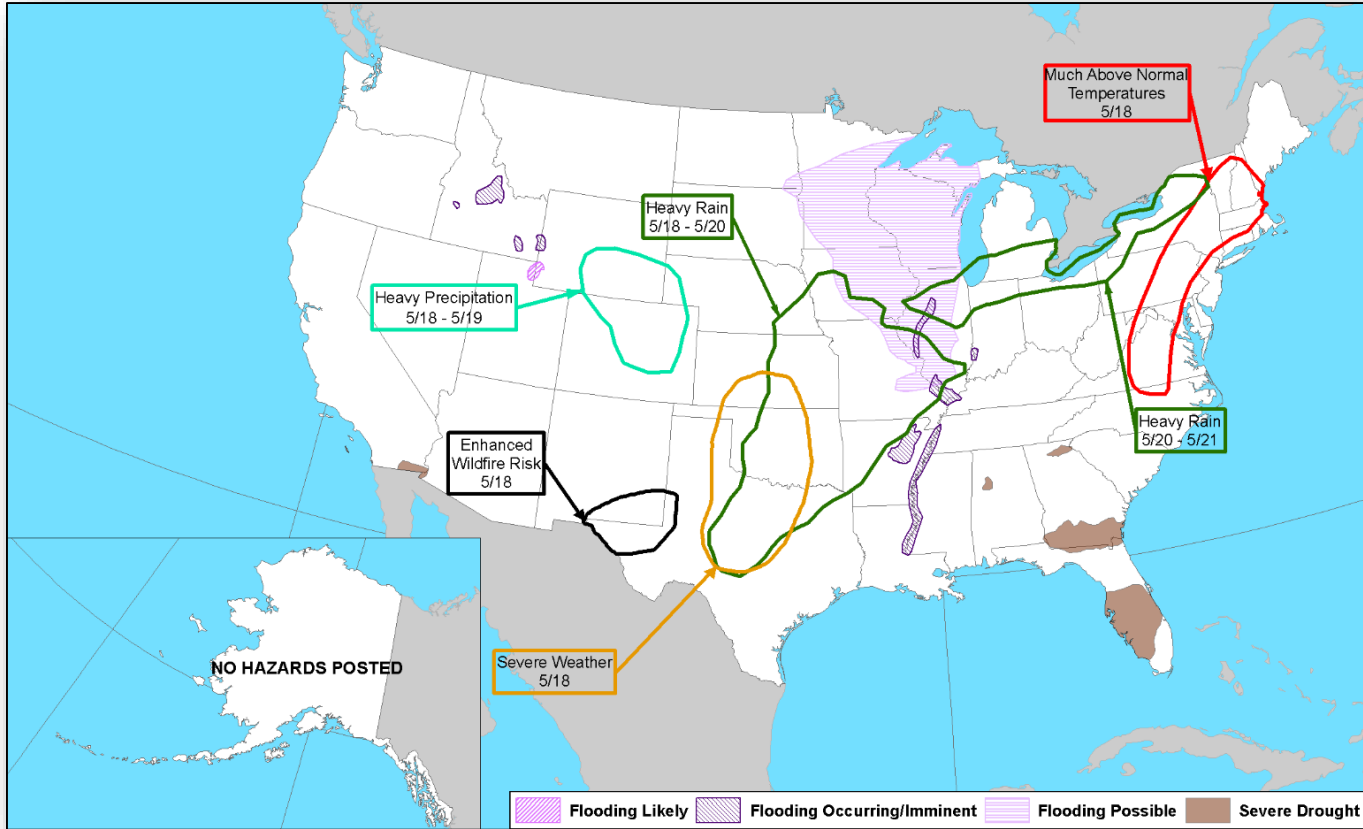 Much Above Normal
Temperatures
5/18
Heavy Rain
5/18 - 5/20
Heavy Precipitation
5/18 - 5/19
Heavy Rain
5/20 - 5/21
Enhanced
Wildfire Risk
5/18
Severe Weather
5/18
NO HAZARDS POSTED
Flooding Likely
Flooding Occurring/Imminent
Flooding Possible
Severe Drought